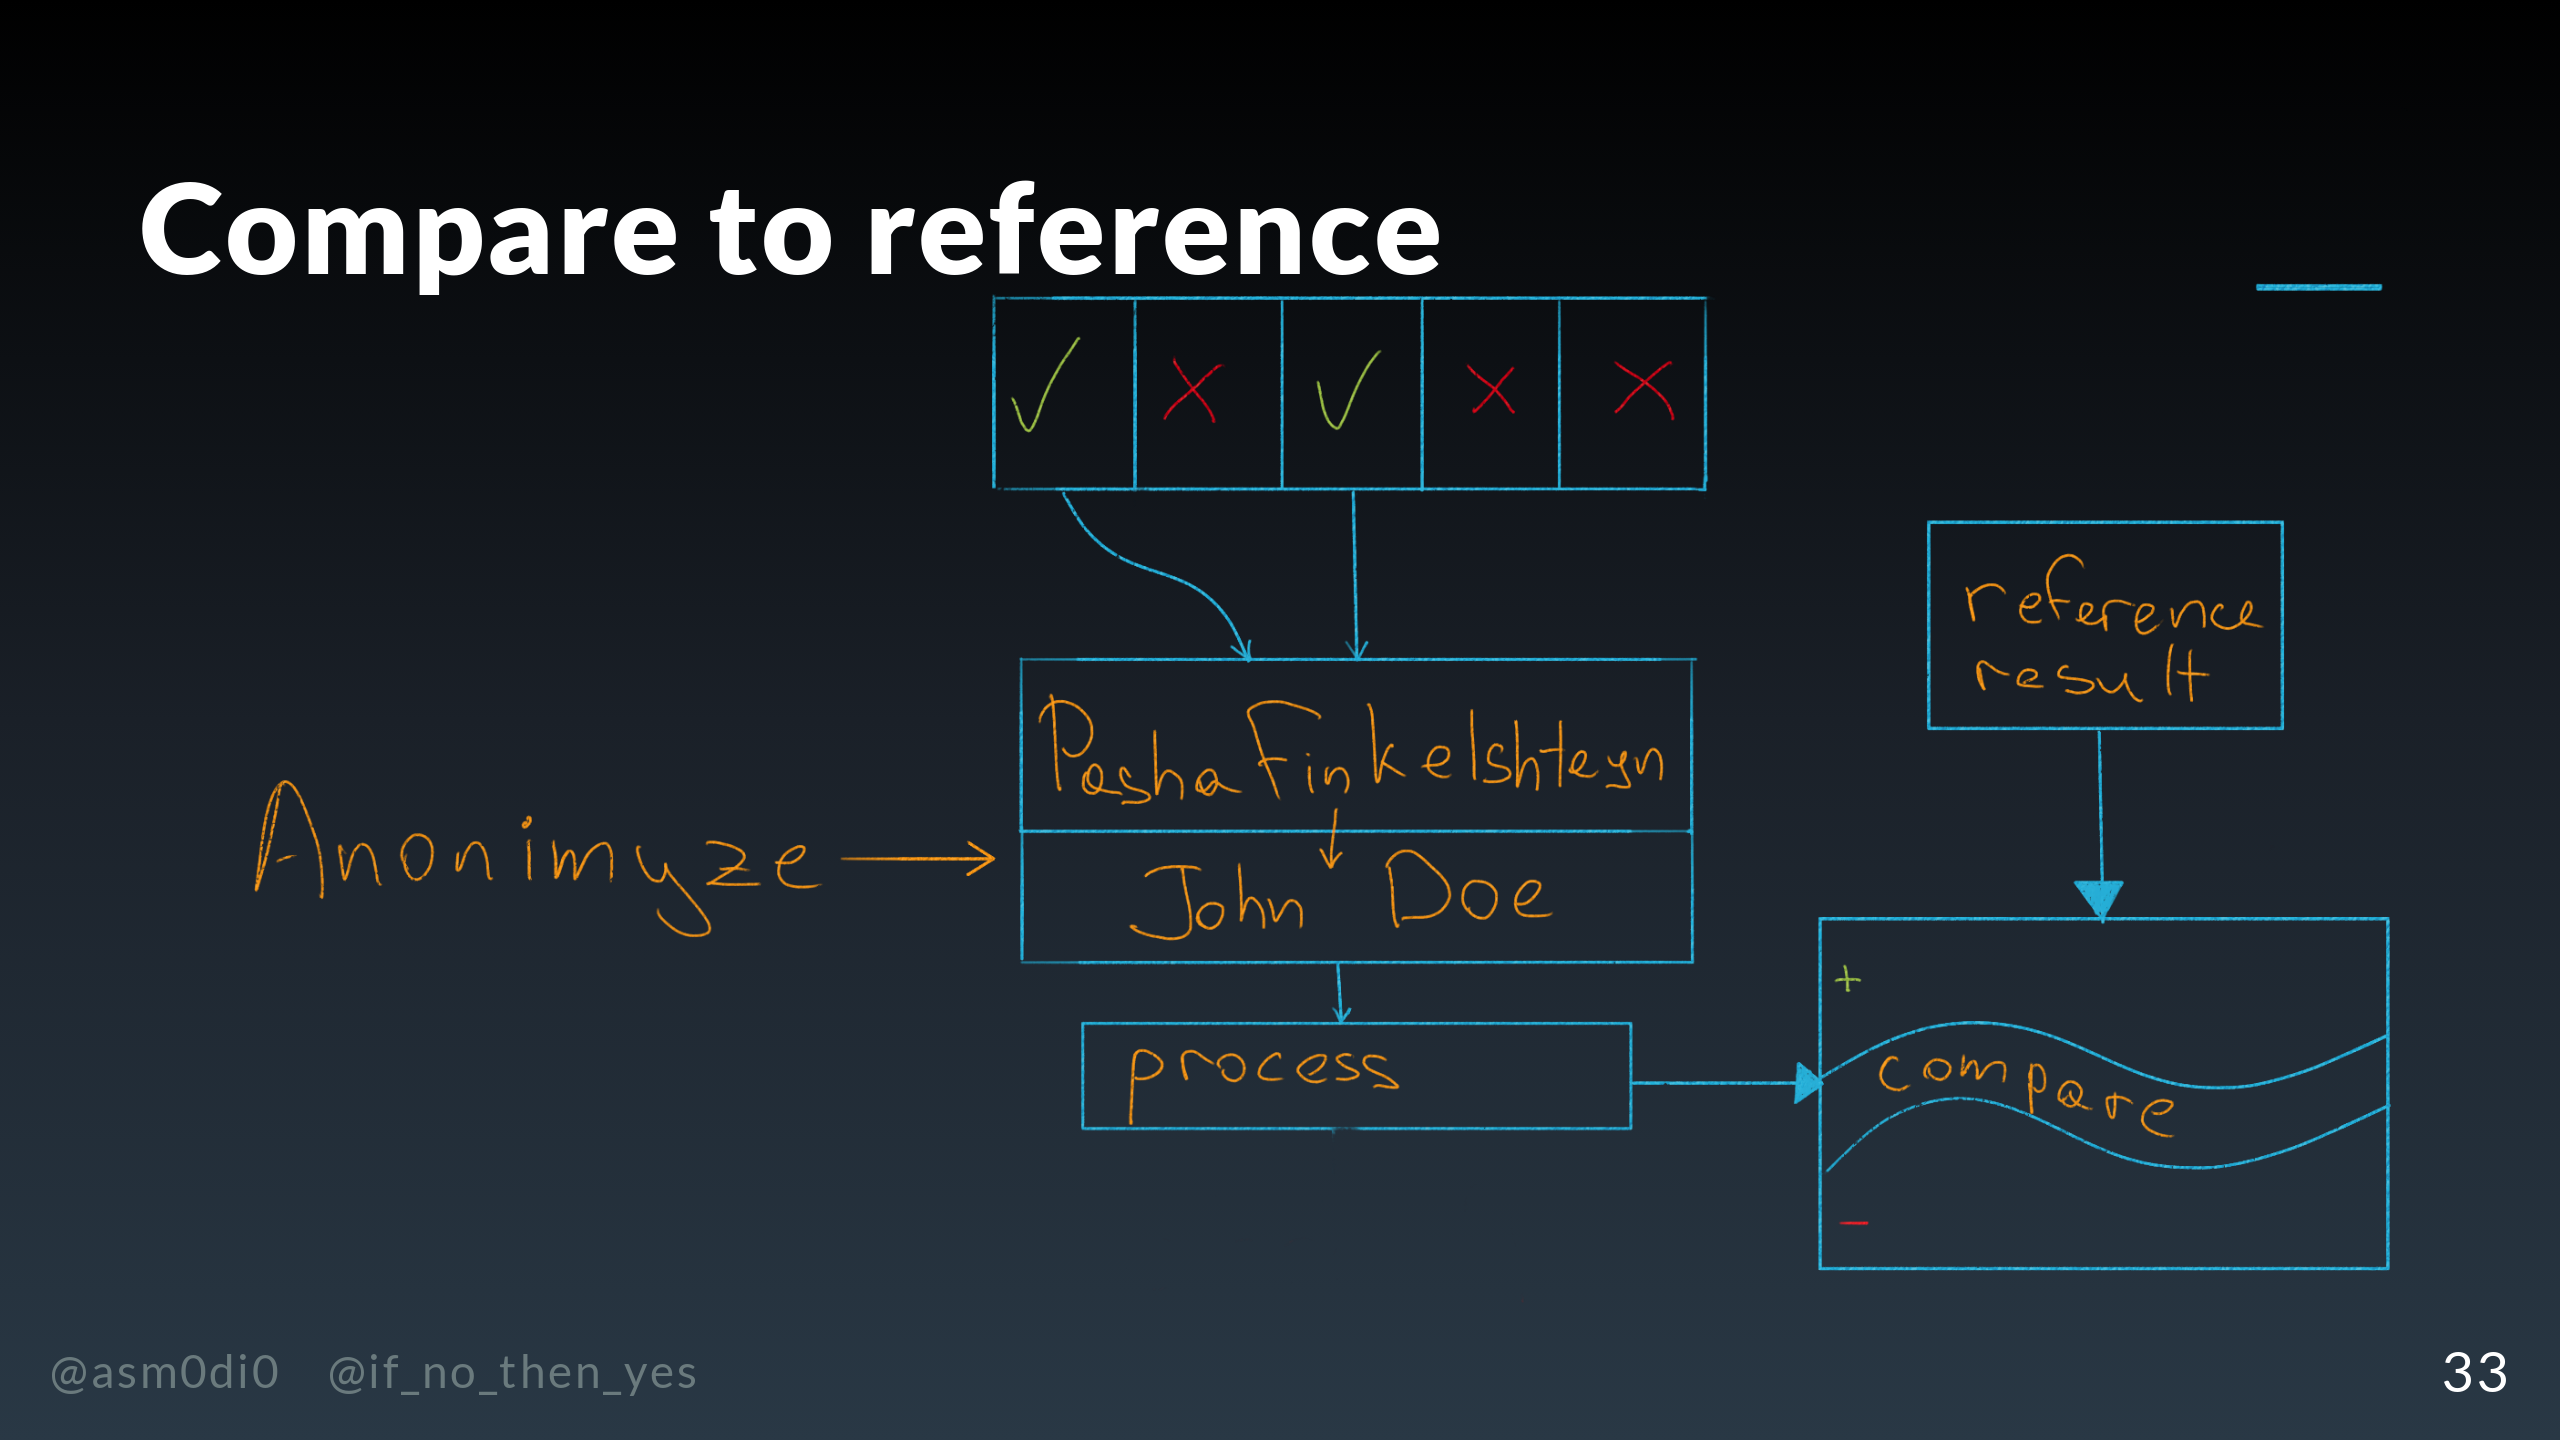 Compare to reference
reference
result
Pasha Finkelshteyn
Anonimyze
John Doe
+
process
compare
−
@asm0di0 @if_no_then_yes
33